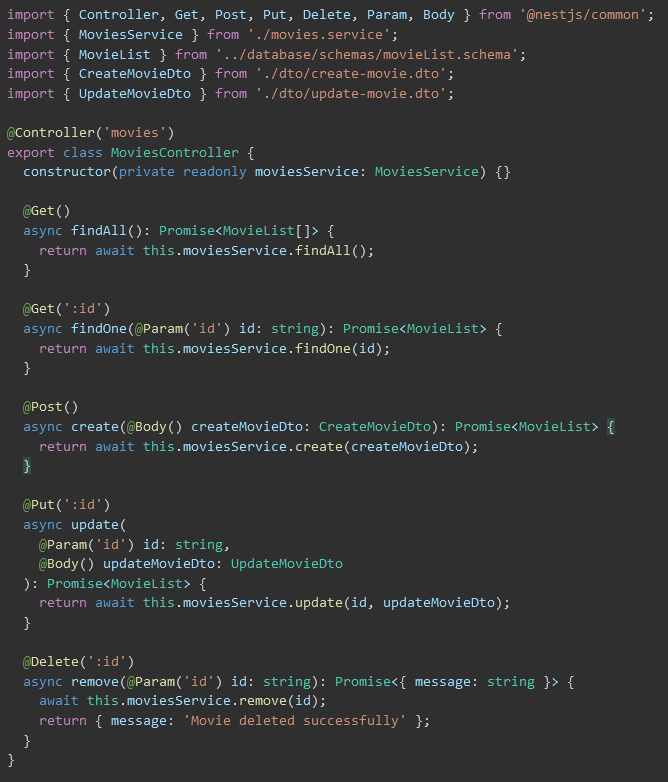 import { Controller, Get, Post, Put, Delete, Param, Body } from '@nestjs/common';
import { MoviesService } from './movies.service';
import { MovieList } from '../database/schemas/movieList.schema';
import { CreateMovieDto } from './dto/create-movie.dto';
import { UpdateMovieDto } from './dto/update-movie.dto';

@Controller('movies')
export class MoviesController {
  constructor(private readonly moviesService: MoviesService) {}

  @Get()
  async findAll(): Promise<MovieList[]> {
    return await this.moviesService.findAll();
  }

  @Get(':id')
  async findOne(@Param('id') id: string): Promise<MovieList> {
    return await this.moviesService.findOne(id);
  }

  @Post()
  async create(@Body() createMovieDto: CreateMovieDto): Promise<MovieList> {
    return await this.moviesService.create(createMovieDto);
  }

  @Put(':id')
  async update(
    @Param('id') id: string,
    @Body() updateMovieDto: UpdateMovieDto
  ): Promise<MovieList> {
    return await this.moviesService.update(id, updateMovieDto);
  }

  @Delete(':id')
  async remove(@Param('id') id: string): Promise<{ message: string }> {
    await this.moviesService.remove(id);
    return { message: 'Movie deleted successfully' };
  }
}